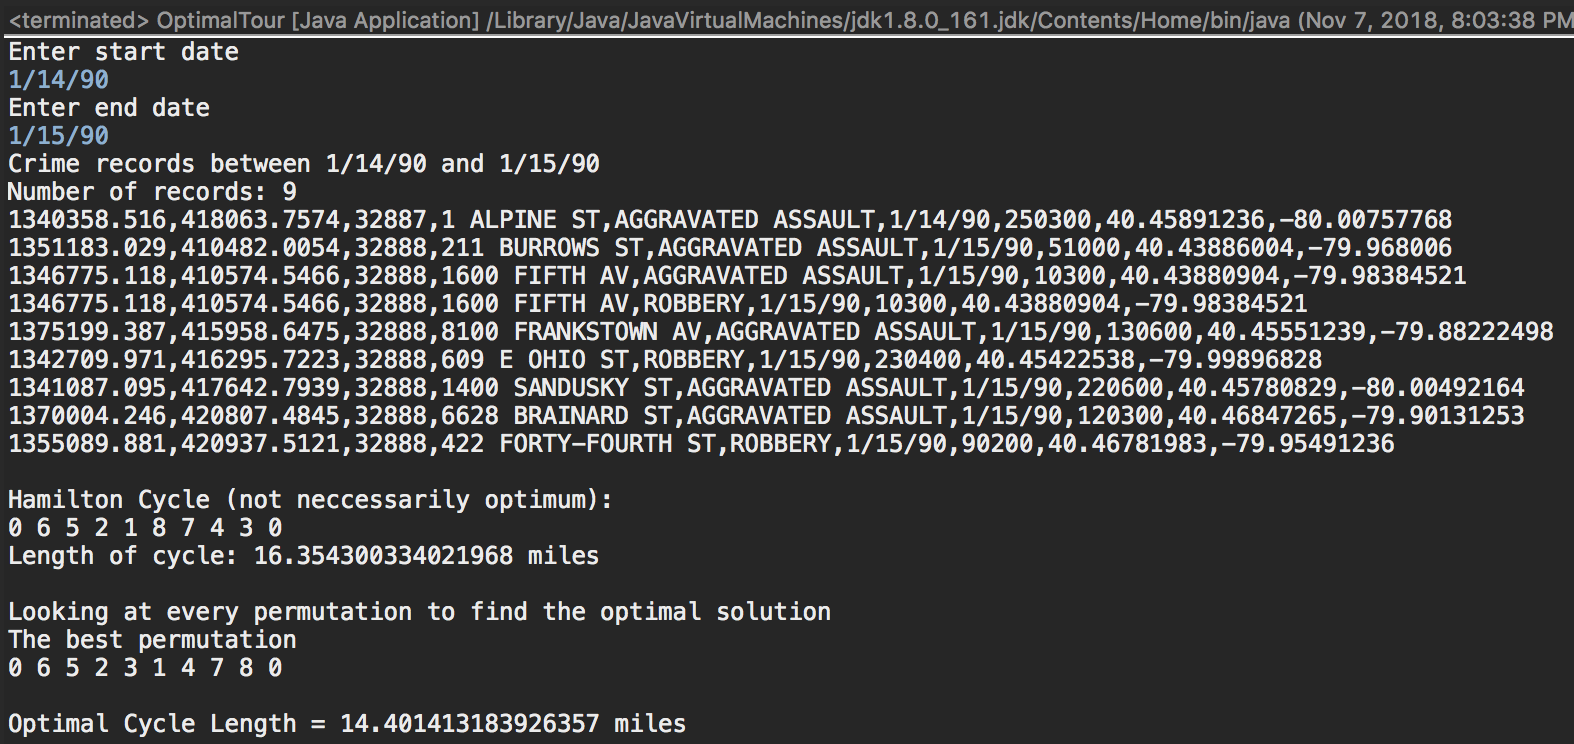 <terminated> OptimalTour [Java Application] /Library/Java/JavaVirtualMachines/jdk1.8.0_161.jdk/Contents/Home/bin/java (Nov 7, 2018, 8:03:38 PM
Enter start date
1/14/90
Enter end date
1/15/90
Crime records between 1/14/90 and 1/15/90
Number of records: 9
1340358.516,418063.7574,32887,1 ALPINE ST,AGGRAVATED ASSAULT,1/14/90,250300,40.45891236,-80.00757768
1351183.029,410482.0054,32888,211 BURROWS ST,AGGRAVATED ASSAULT,1/15/90,51000,40.43886004,-79.968006
1346775.118,410574.5466,32888,1600 FIFTH AV,AGGRAVATED ASSAULT,1/15/90,10300,40.43880904,-79.98384521
1346775.118,410574.5466,32888,1600 FIFTH AV,ROBBERY,1/15/90,10300,40.43880904,-79.98384521
1375199.387,415958.6475,32888,8100 FRANKSTOWN AV,AGGRAVATED ASSAULT,1/15/90,130600,40.45551239,-79.88222498
1342709.971,416295.7223,32888,609 E OHIO ST,ROBBERY,1/15/90,230400,40.45422538,-79.99896828
1341087.095,417642.7939,32888,1400 SANDUSKY ST,AGGRAVATED ASSAULT,1/15/90,220600,40.45780829,-80.00492164
1370004.246,420807.4845,32888,6628 BRAINARD ST,AGGRAVATED ASSAULT,1/15/90,120300,40.46847265,-79.90131253
1355089.881,420937.5121,32888,422 FORTY-FOURTH ST,ROBBERY,1/15/90,90200,40.46781983,-79.95491236
Hamilton Cycle (not neccessarily optimum):
0 6 5 2 1 8 7 4 3 0
Length of cycle: 16.354300334021968 miles
Looking at every permutation to find the optimal solution
The best permutation
0 6 5 2 3 1 4 7 8 0
Optimal Cycle Length = 14.401413183926357 miles